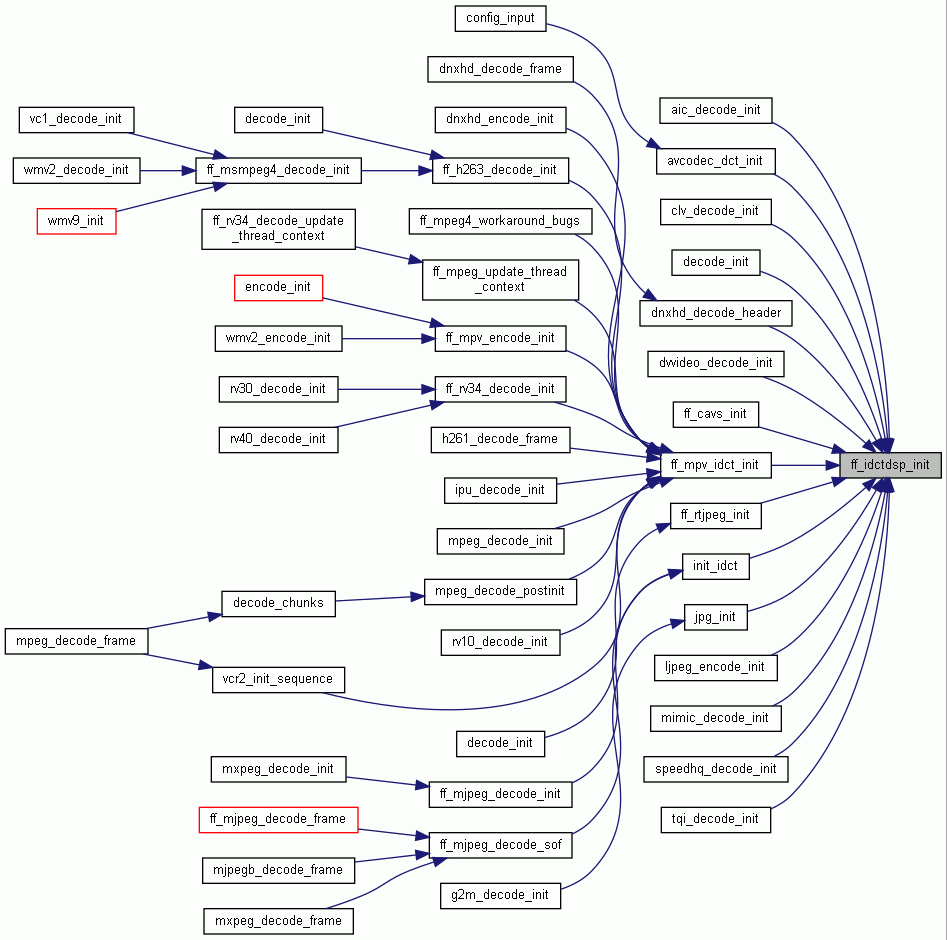 config_input
dnxhd_decode_frame
aic_decode_init
vc1_decode_init
decode_init
dnxhd_encode_init
avcodec_dct_init
wmv2_decode_init
ff_msmpeg4_decode_init
ff_h263_decode_init
clv_decode_init
wmv9_init
ff_rv34_decode_update
_thread_context
ff_mpeg4_workaround_bugs
decode_init
ff_mpeg_update_thread
_context
encode_init
dnxhd_decode_header
wmv2_encode_init
ff_mpv_encode_init
dvvideo_decode_init
rv30_decode_init
ff_rv34_decode_init
ff_cavs_init
rv40_decode_init
h261_decode_frame
ff_mpv_idct_init
ff_idctdsp_init
ipu_decode_init
ff_rtjpeg_init
mpeg_decode_init
init_idct
mpeg_decode_postinit
decode_chunks
jpg_init
mpeg_decode_frame
rv10_decode_init
ljpeg_encode_init
vcr2_init_sequence
mimic_decode_init
decode_init
mxpeg_decode_init
speedhq_decode_init
ff_mjpeg_decode_init
ff_mjpeg_decode_frame
tqi_decode_init
ff_mjpeg_decode_sof
mjpegb_decode_frame
g2m_decode_init
mxpeg_decode_frame